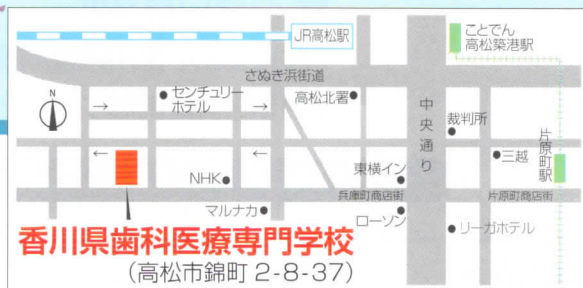 JR高松駅
ことでん
高松築港駅
さぬき浜街道
N
センチュリー
ホテル
高松北署
中央通り
裁判所
片原町駅
三越
→
→
←
←
NHK
東横イン
兵庫町商店街
片原町商店街
マルナカ
ローソン
リーガホテル
香川県歯科医療専門学校
(高松市錦町 2-8-37)